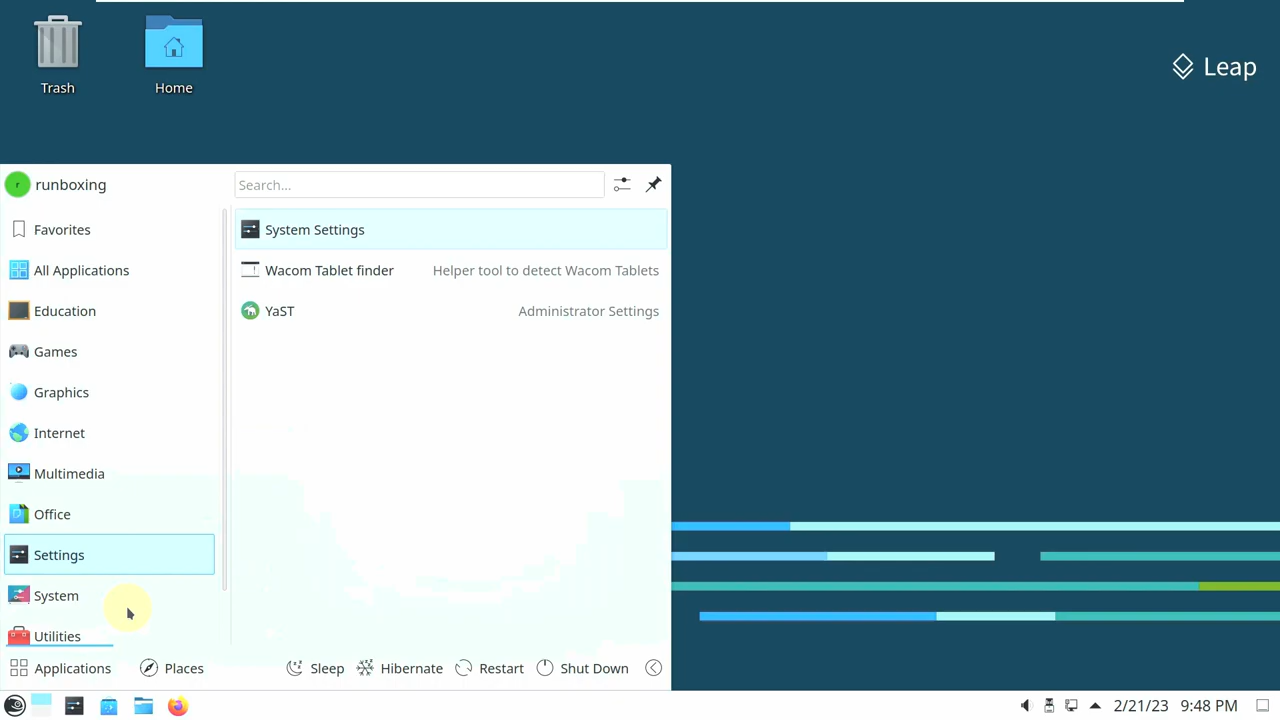 Trash
Home
Leap
r
runboxing
Search...
Favorites
System Settings
All Applications
Wacom Tablet finder Helper tool to detect Wacom Tablets
Education
YaST Administrator Settings
Games
Graphics
Internet
Multimedia
Office
Settings
System
Utilities
Applications Places Sleep Hibernate Restart Shut Down
2/21/23 9:48 PM